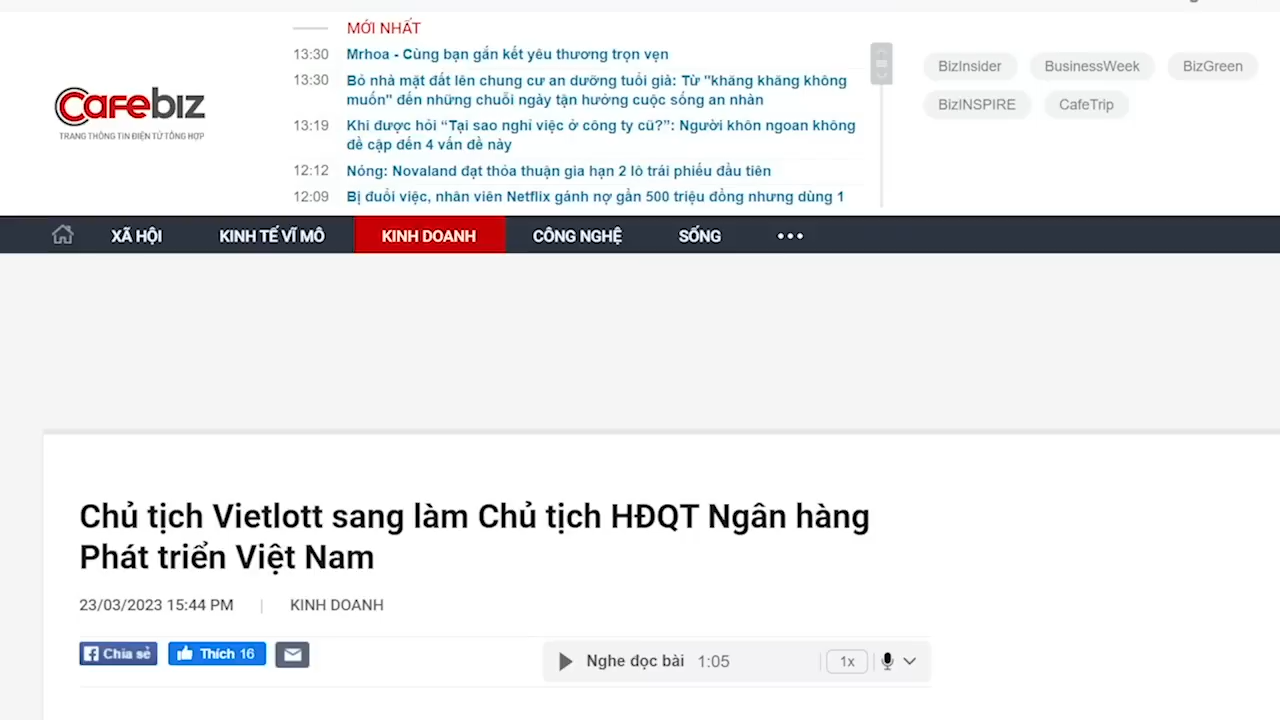 MỚI NHẤT
13:30 Mrhoa - Cùng bạn gắn kết yêu thương trọn vẹn
13:30 Bỏ nhà mặt đất lên chung cư an dưỡng tuổi già: Từ "khăng khăng không
muốn" đến những chuỗi ngày tận hưởng cuộc sống an nhàn
13:19 Khi được hỏi “Tại sao nghỉ việc ở công ty cũ?”: Người khôn ngoan không
đề cập đến 4 vấn đề này
12:12 Nóng: Novaland đạt thỏa thuận gia hạn 2 lô trái phiếu đầu tiên
12:09 Bị đuổi việc, nhân viên Netflix gánh nợ gần 500 triệu đồng nhưng dùng 1
Cafebiz
TRANG THÔNG TIN ĐIỆN TỬ TỔNG HỢP
BizInsider BusinessWeek BizGreen
BizINSPIRE CafeTrip
XÃ HỘI KINH TẾ VĨ MÔ KINH DOANH CÔNG NGHỆ SỐNG
Chủ tịch Vietlott sang làm Chủ tịch HĐQT Ngân hàng
Phát triển Việt Nam
23/03/2023 15:44 PM | KINH DOANH
Chia sẻ Thích 16 Nghe đọc bài 1:05 1x